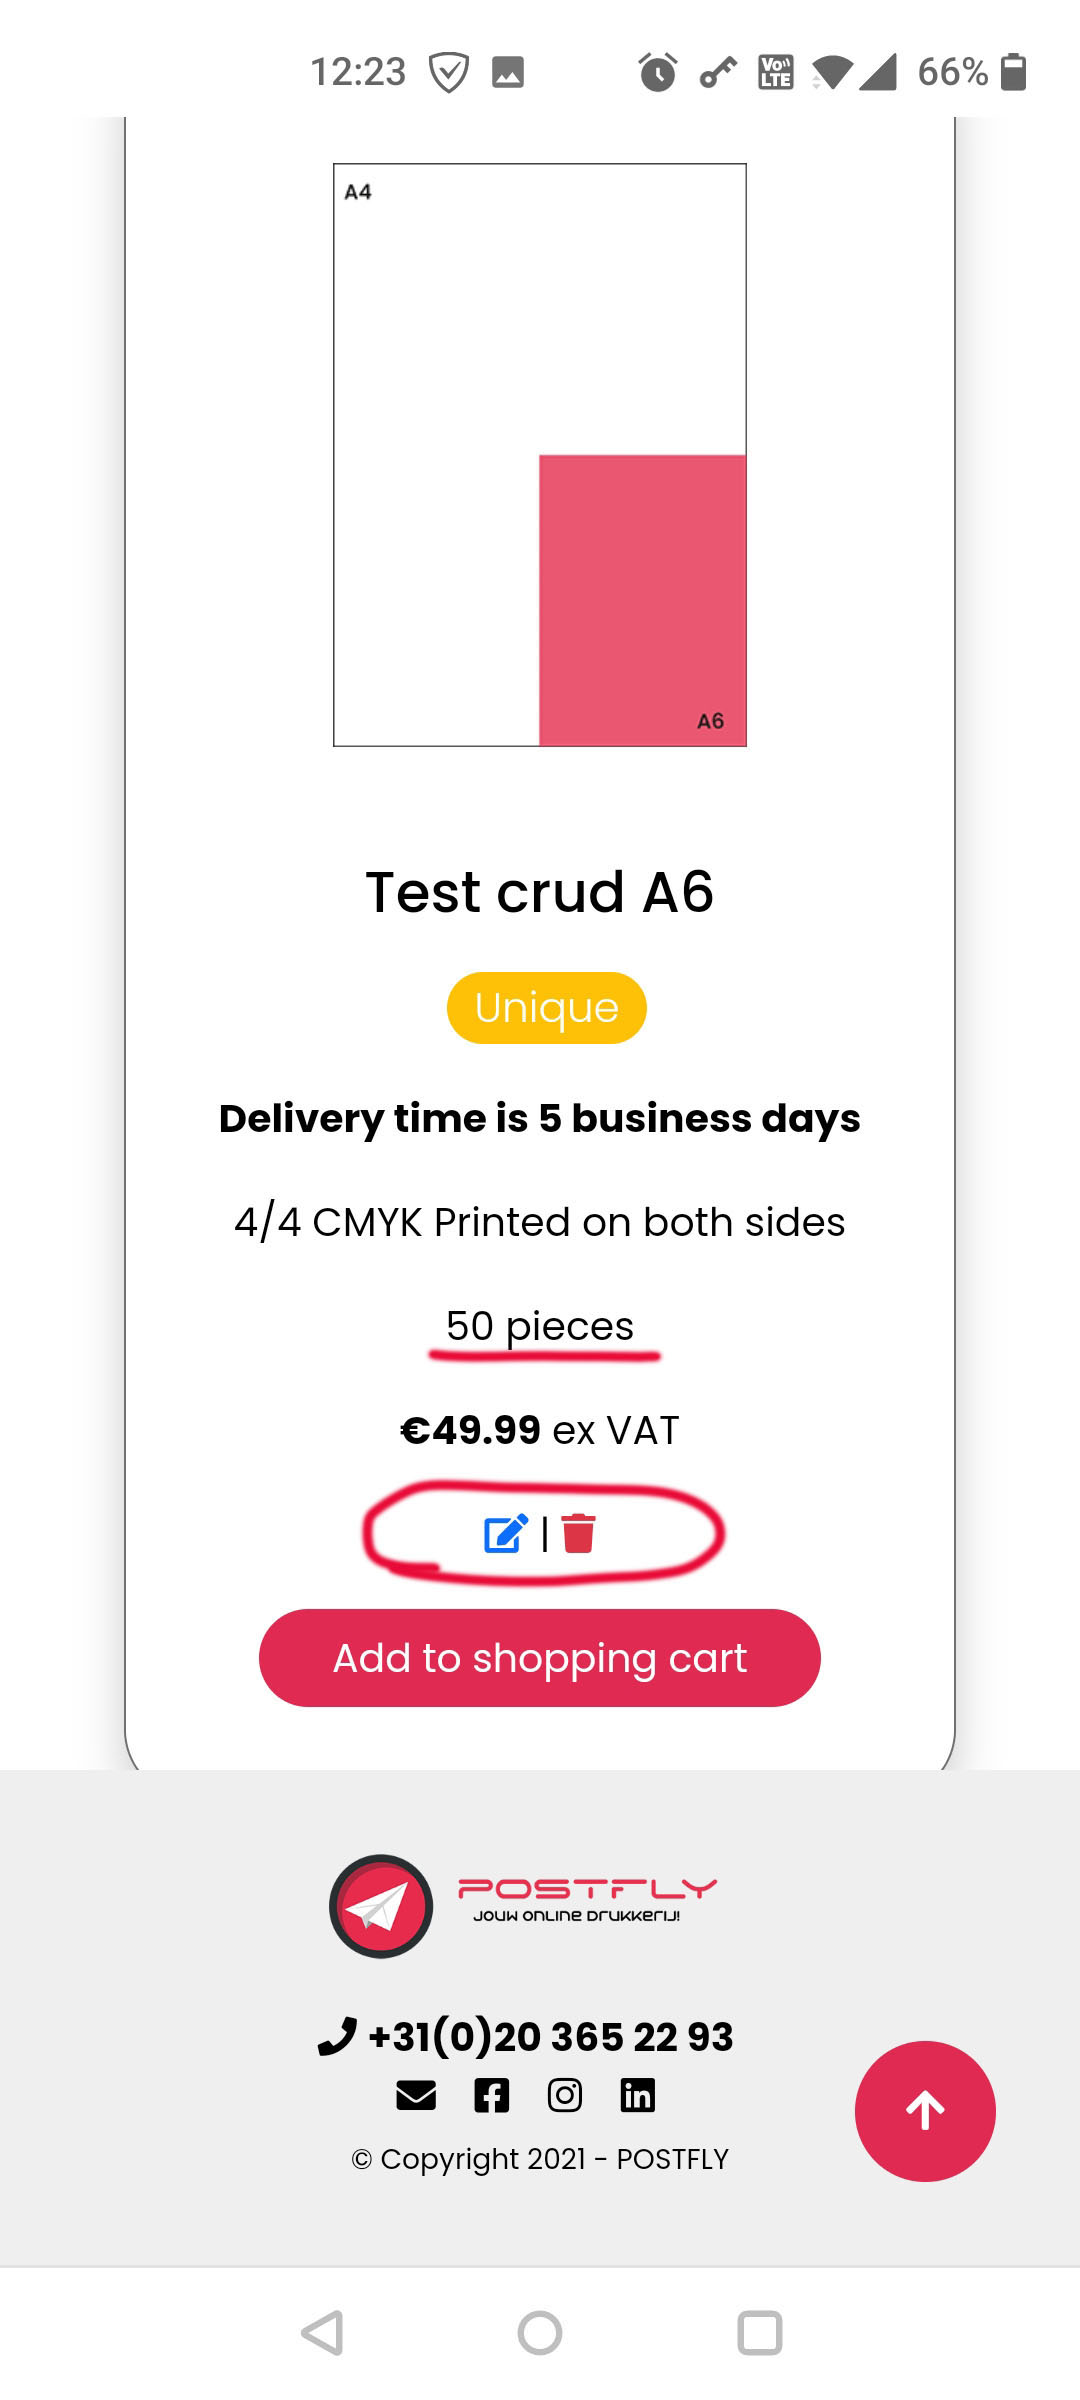 12:23
Vo)) LTE
66%
A4
A6
Test crud A6
Unique
Delivery time is 5 business days
4/4 CMYK Printed on both sides
50 pieces
€49.99 ex VAT
|
Add to shopping cart
POSTFLY
JOUW ONLINE DRUKKERIJ!
+31(0)20 365 22 93
© Copyright 2021 - POSTFLY